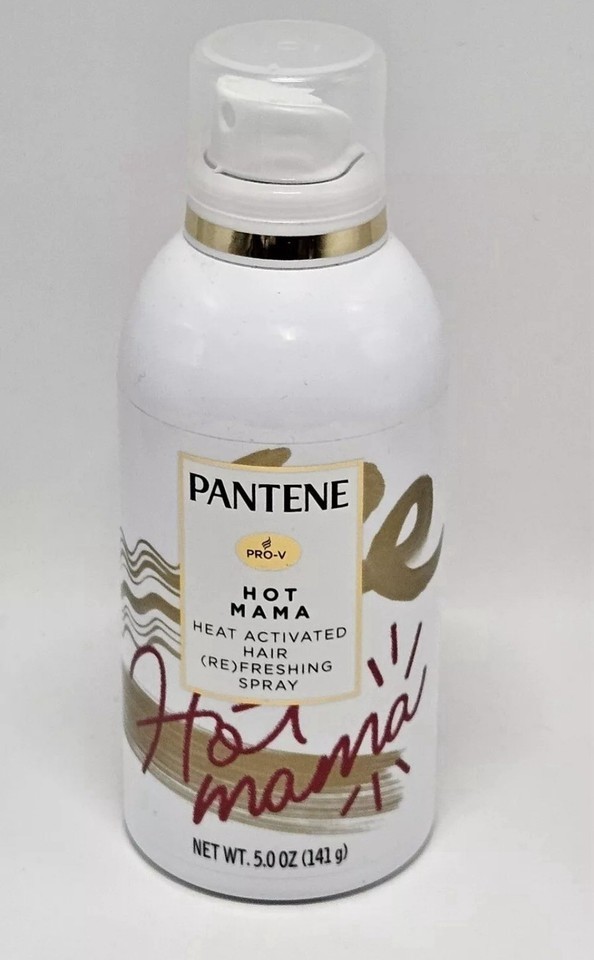 PANTENE
PRO-V
HOT
MAMA
HEAT ACTIVATED
HAIR
(RE)FRESHING
SPRAY
Hot
mama
NET WT. 5.0 OZ (141 g)